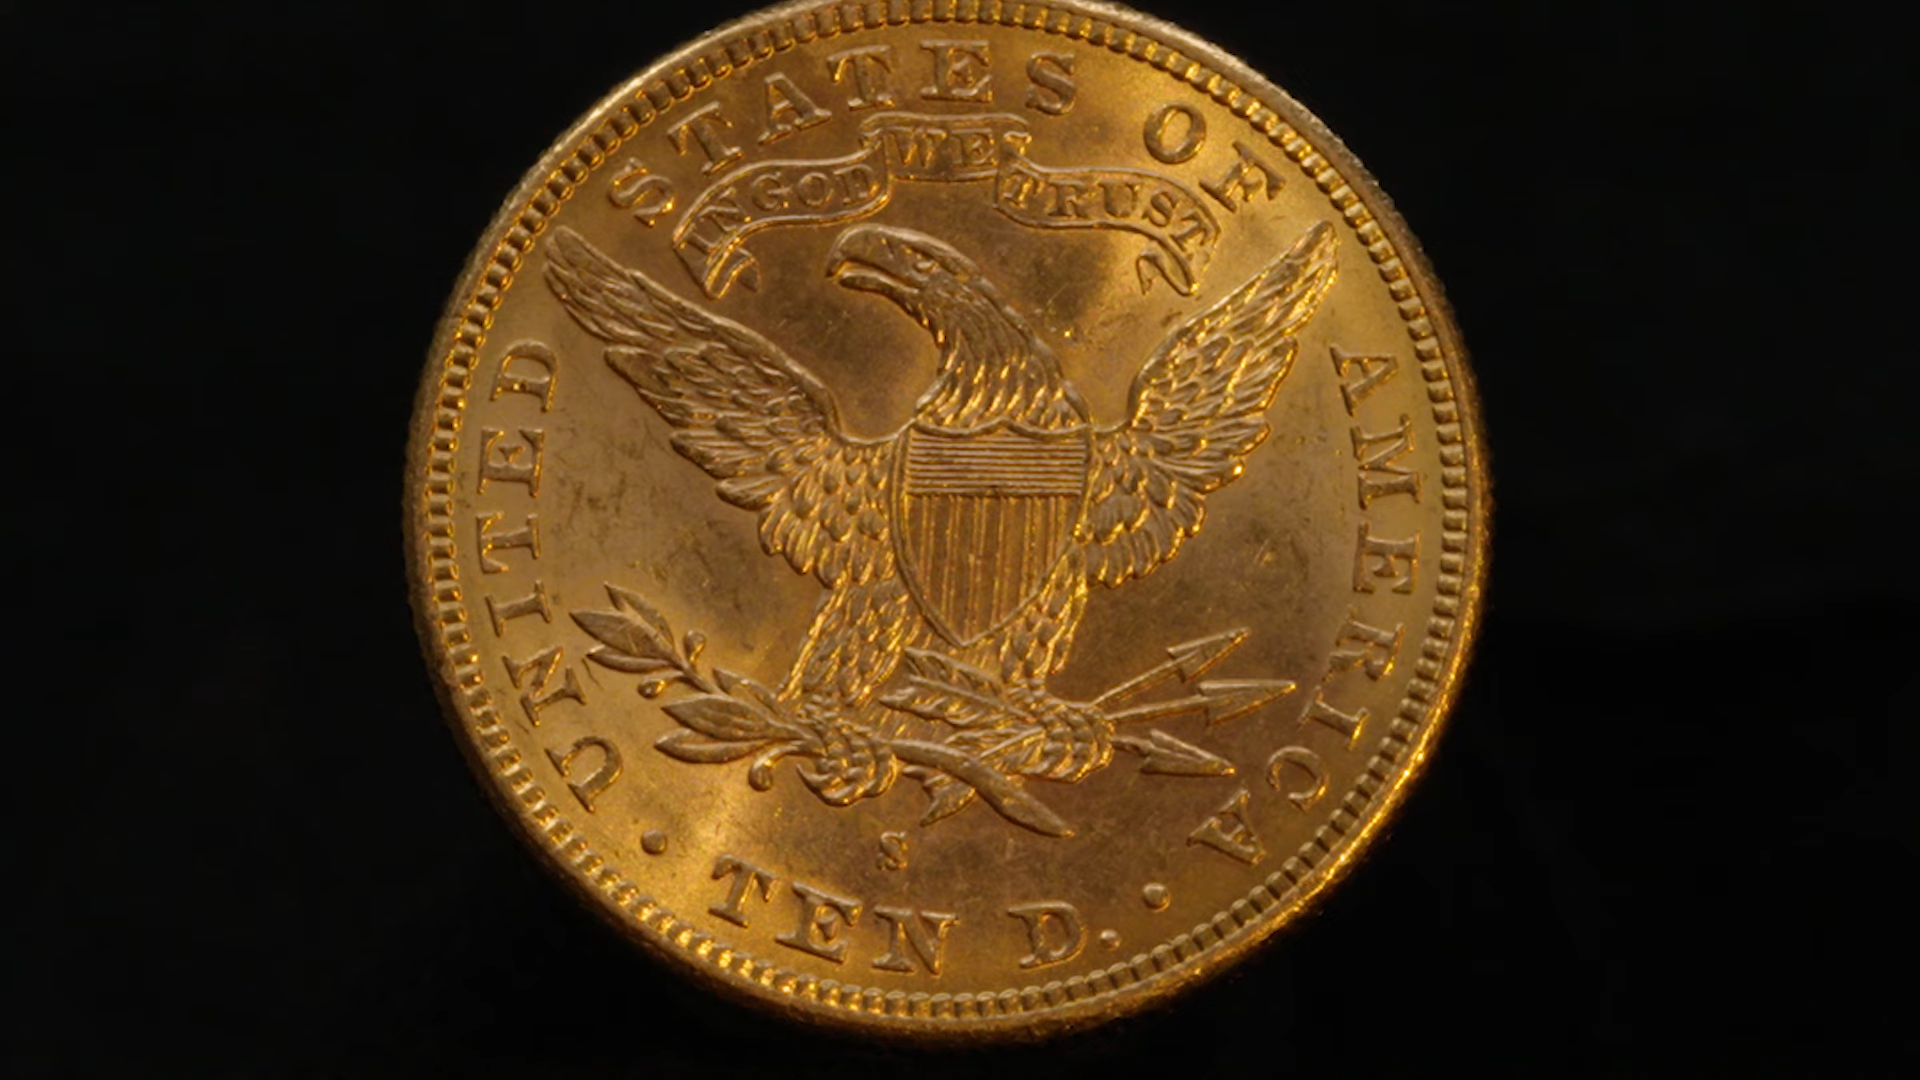 UNITED STATES OF AMERICA
IN GOD WE TRUST
S
· TEN D. ·